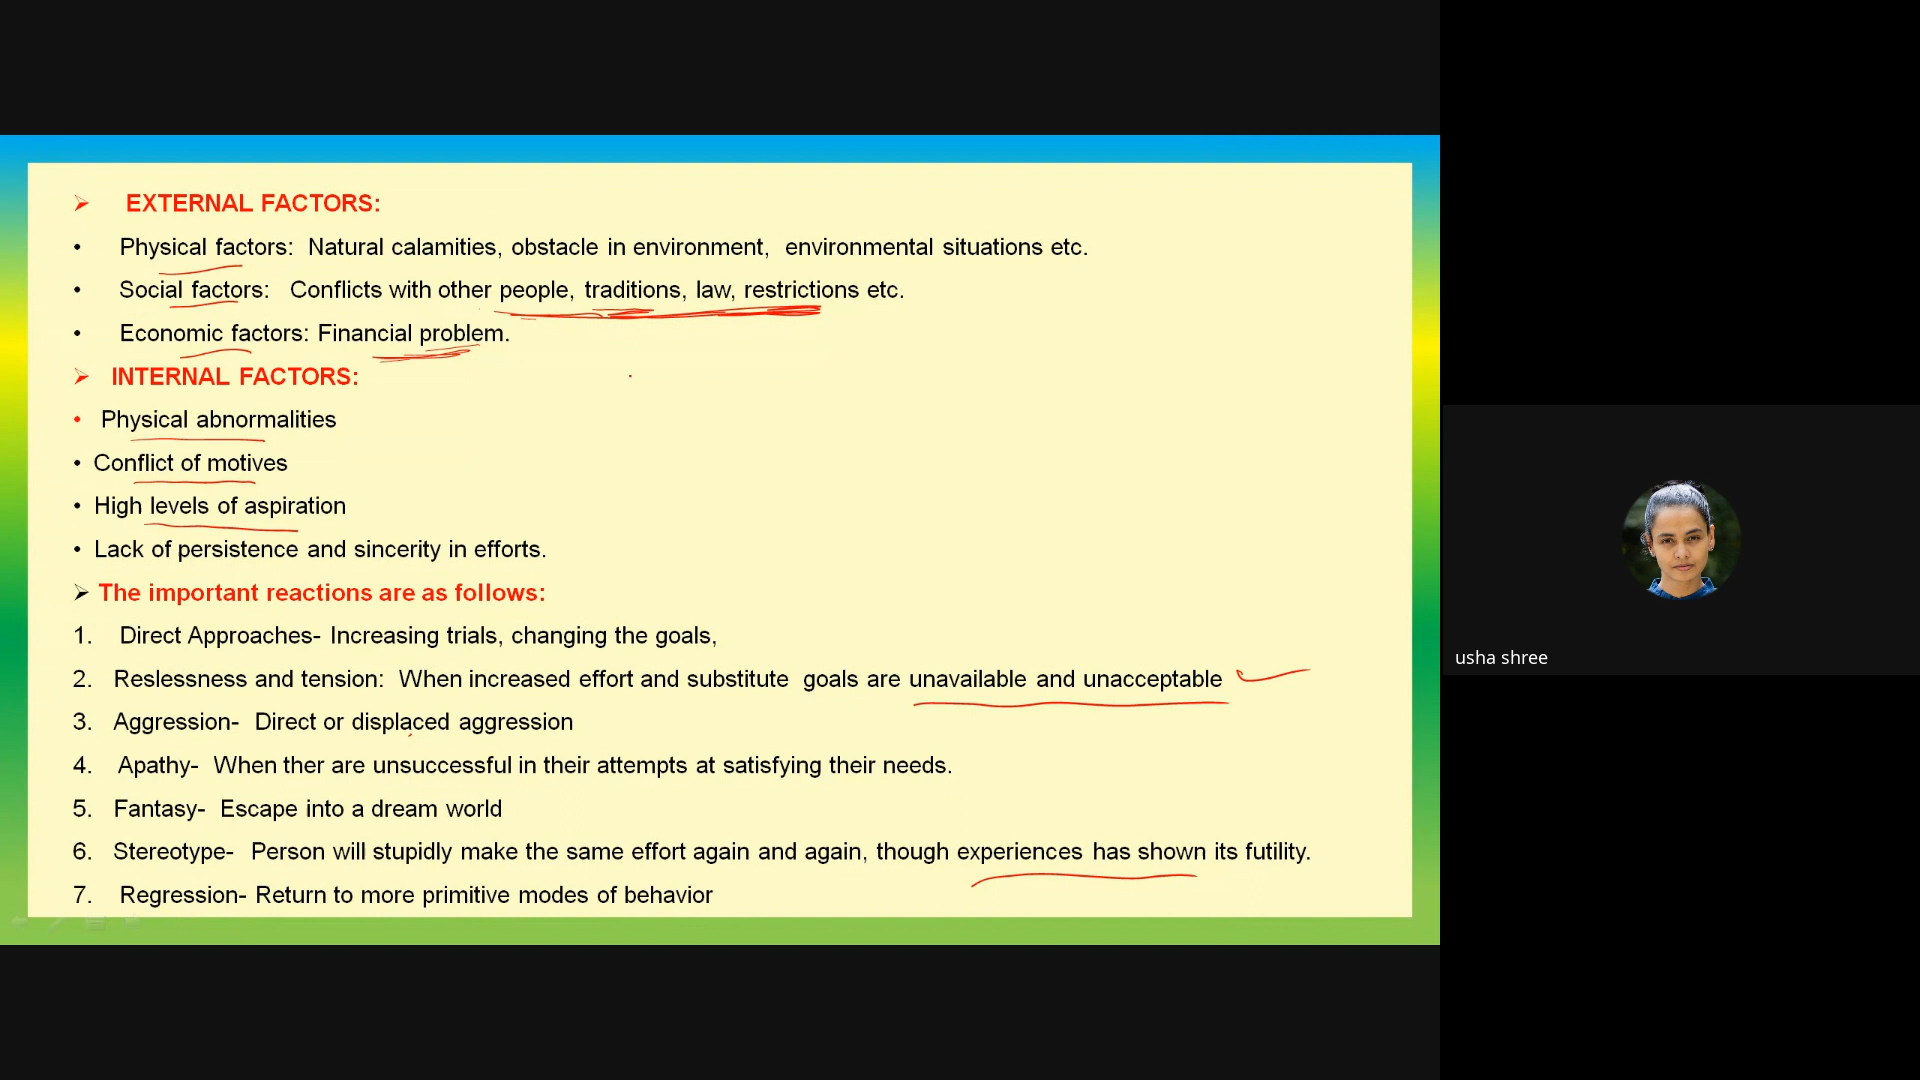 ➢ EXTERNAL FACTORS:
• Physical factors: Natural calamities, obstacle in environment, environmental situations etc.
• Social factors: Conflicts with other people, traditions, law, restrictions etc.
• Economic factors: Financial problem.
➢ INTERNAL FACTORS:
• Physical abnormalities
• Conflict of motives
• High levels of aspiration
• Lack of persistence and sincerity in efforts.
➢ The important reactions are as follows:
1. Direct Approaches- Increasing trials, changing the goals,
2. Reslessness and tension: When increased effort and substitute goals are unavailable and unacceptable
3. Aggression- Direct or displaced aggression
4. Apathy- When ther are unsuccessful in their attempts at satisfying their needs.
5. Fantasy- Escape into a dream world
6. Stereotype- Person will stupidly make the same effort again and again, though experiences has shown its futility.
7. Regression- Return to more primitive modes of behavior
usha shree